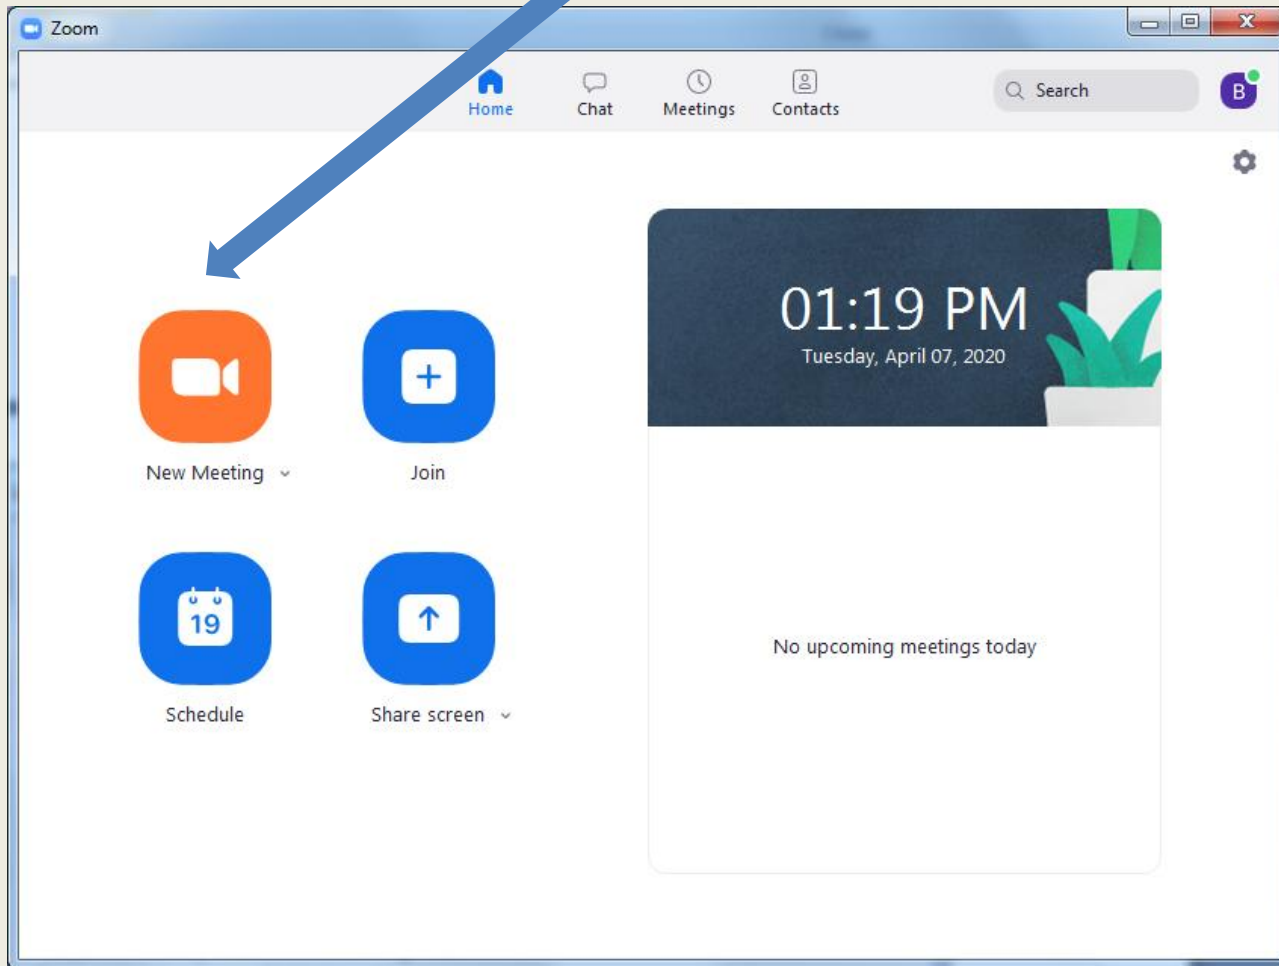 Zoom
Home
Chat
Meetings
Contacts
Search
B
01:19 PM
Tuesday, April 07, 2020
New Meeting
Join
19
Schedule
Share screen
No upcoming meetings today